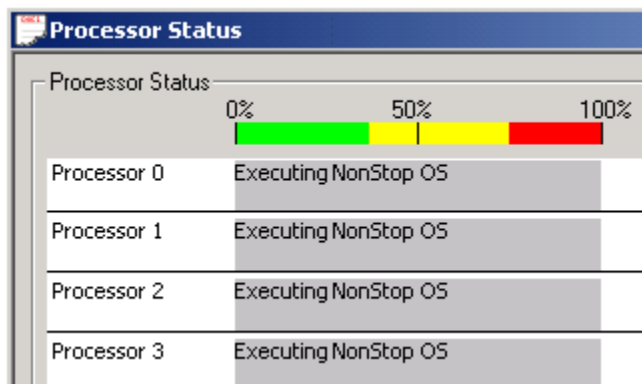 Processor Status
Processor Status
0% 50% 100%
Processor 0 Executing NonStop OS
Processor 1 Executing NonStop OS
Processor 2 Executing NonStop OS
Processor 3 Executing NonStop OS